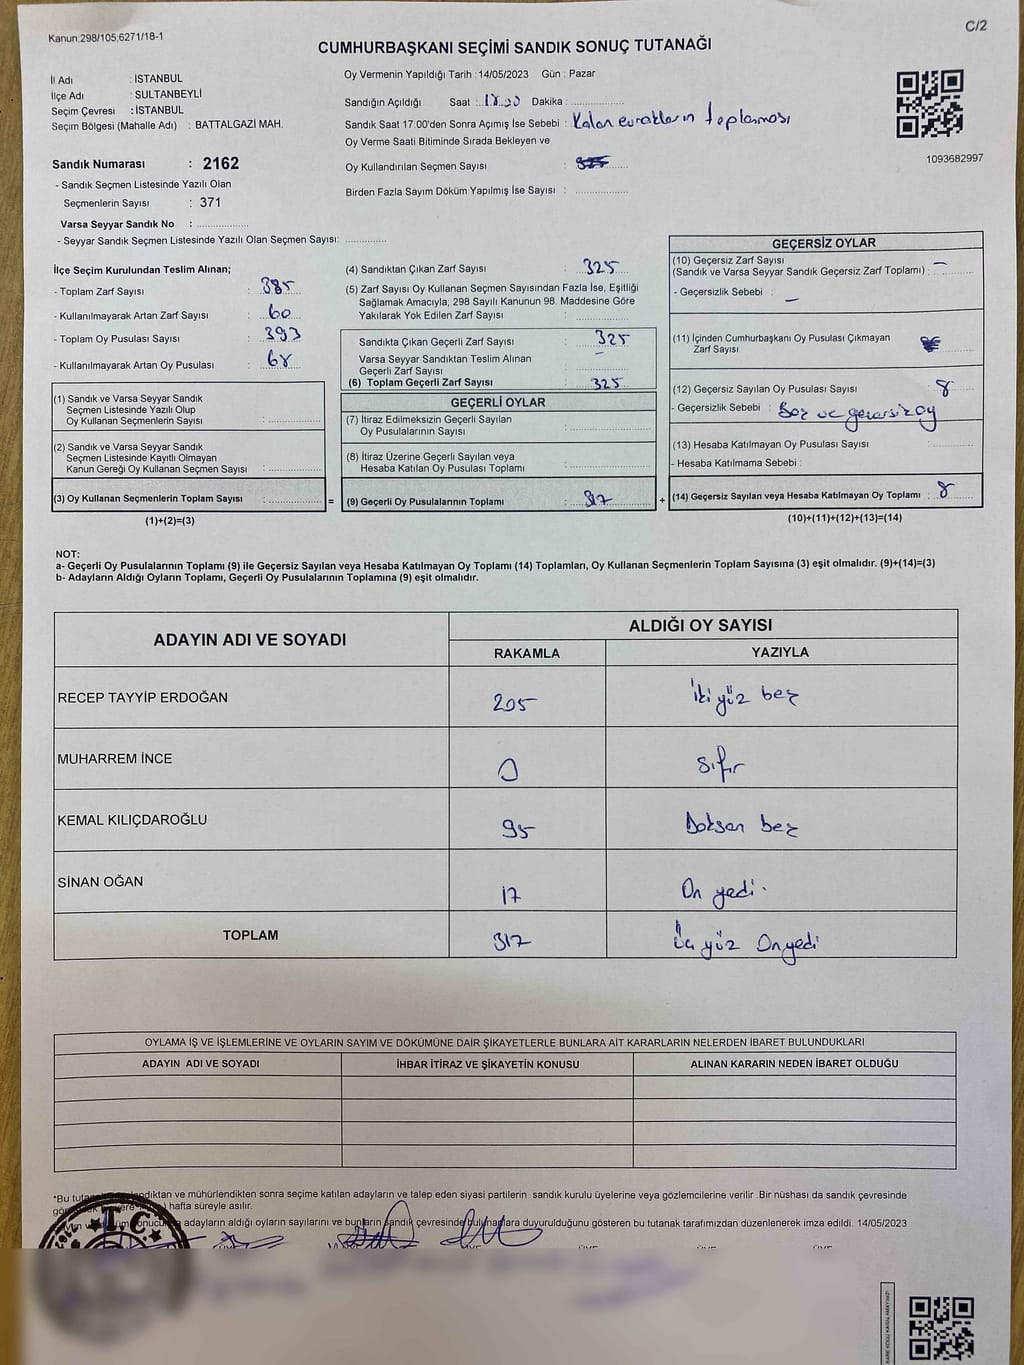 Kanun:298/105,6271/18-1
C/2
CUMHURBAŞKANI SEÇİMİ SANDIK SONUÇ TUTANAĞI
İl Adı : İSTANBUL
İlçe Adı : SULTANBEYLİ
Seçim Çevresi : İSTANBUL
Seçim Bölgesi (Mahalle Adı) : BATTALGAZİ MAH.
Oy Vermenin Yapıldığı Tarih :14/05/2023 Gün : Pazar
Sandığın Açıldığı Saat : Dakika :
Sandık Saat 17:00'den Sonra Açımış İse Sebebi : Kalan evrakların toplanması
Oy Verme Saati Bitiminde Sırada Bekleyen ve
Oy Kullandırılan Seçmen Sayısı :
Birden Fazla Sayım Döküm Yapılmış İse Sayısı :
1093682997
Sandık Numarası : 2162
- Sandık Seçmen Listesinde Yazılı Olan
Seçmenlerin Sayısı : 371
Varsa Seyyar Sandık No :
- Seyyar Sandık Seçmen Listesinde Yazılı Olan Seçmen Sayısı:
İlçe Seçim Kurulundan Teslim Alınan;
- Toplam Zarf Sayısı : 385
- Kullanılmayarak Artan Zarf Sayısı : 60
- Toplam Oy Pusulası Sayısı : 393
- Kullanılmayarak Artan Oy Pusulası : 68
(1) Sandık ve Varsa Seyyar Sandık
Seçmen Listesinde Yazılı Olup
Oy Kullanan Seçmenlerin Sayısı :
(2) Sandık ve Varsa Seyyar Sandık
Seçmen Listesinde Kayıtlı Olmayan
Kanun Gereği Oy Kullanan Seçmen Sayısı :
(3) Oy Kullanan Seçmenlerin Toplam Sayısı : =
(1)+(2)=(3)
(4) Sandıktan Çıkan Zarf Sayısı : 325
(5) Zarf Sayısı Oy Kullanan Seçmen Sayısından Fazla İse, Eşitliği
Sağlamak Amacıyla; 298 Sayılı Kanunun 98. Maddesine Göre
Yakılarak Yok Edilen Zarf Sayısı :
Sandıkta Çıkan Geçerli Zarf Sayısı : 325
Varsa Seyyar Sandıktan Teslim Alınan
Geçerli Zarf Sayısı : –
(6) Toplam Geçerli Zarf Sayısı : 325
GEÇERLİ OYLAR
(7) İtiraz Edilmeksizin Geçerli Sayılan
Oy Pusulalarının Sayısı :
(8) İtiraz Üzerine Geçerli Sayılan veya
Hesaba Katılan Oy Pusulası Toplamı :
(9) Geçerli Oy Pusulalarının Toplamı : 317 +
GEÇERSİZ OYLAR
(10) Geçersiz Zarf Sayısı
(Sandık ve Varsa Seyyar Sandık Geçersiz Zarf Toplamı) : –
- Geçersizlik Sebebi : –
(11) İçinden Cumhurbaşkanı Oy Pusulası Çıkmayan
Zarf Sayısı :
(12) Geçersiz Sayılan Oy Pusulası Sayısı : 8
- Geçersizlik Sebebi : Boz ve geçersiz oy
(13) Hesaba Katılmayan Oy Pusulası Sayısı :
- Hesaba Katılmama Sebebi :
(14) Geçersiz Sayılan veya Hesaba Katılmayan Oy Toplamı : 8
(10)+(11)+(12)+(13)=(14)
NOT:
a- Geçerli Oy Pusulalarının Toplamı (9) ile Geçersiz Sayılan veya Hesaba Katılmayan Oy Toplamı (14) Toplamları, Oy Kullanan Seçmenlerin Toplam Sayısına (3) eşit olmalıdır. (9)+(14)=(3)
b- Adayların Aldığı Oyların Toplamı, Geçerli Oy Pusulalarının Toplamına (9) eşit olmalıdır.
ADAYIN ADI VE SOYADI
ALDIĞI OY SAYISI
RAKAMLA YAZIYLA
RECEP TAYYİP ERDOĞAN 205 İki yüz beş
MUHARREM İNCE 0 sıfır
KEMAL KILIÇDAROĞLU 95 Doksan beş
SİNAN OĞAN 17 On yedi.
TOPLAM 317 Üç yüz Onyedi
OYLAMA İŞ VE İŞLEMLERİNE VE OYLARIN SAYIM VE DÖKÜMÜNE DAİR ŞİKAYETLERLE BUNLARA AİT KARARLARIN NELERDEN İBARET BULUNDUKLARI
ADAYIN ADI VE SOYADI İHBAR İTİRAZ VE ŞİKAYETİN KONUSU ALINAN KARARIN NEDEN İBARET OLDUĞU
*Bu ve mühürlendikten sonra seçime katılan adayların ve talep eden siyasi partilerin sandık kurulu üyelerine veya gözlemcilerine verilir .Bir nüshası da sandık çevresinde
hafta süreyle asılır.
adayların aldığı oyların sayılarını ve bunların sandık çevresinde bulunanlara duyurulduğunu gösteren bu tutanak tarafımızdan düzenlenerek imza edildi. 14/05/2023
T.C.